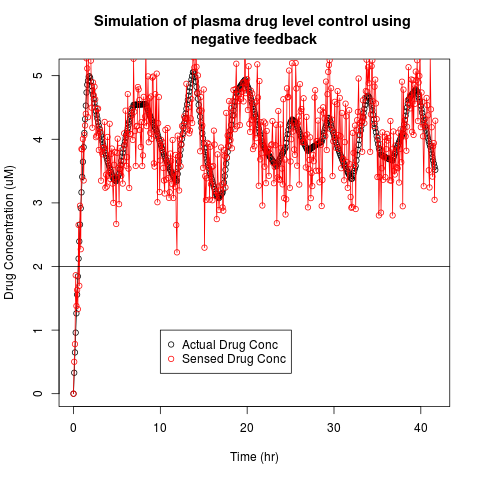 Simulation of plasma drug level control using
negative feedback
Drug Concentration (uM)
5
4
3
2
1
0
Actual Drug Conc
Sensed Drug Conc
0 10 20 30 40
Time (hr)